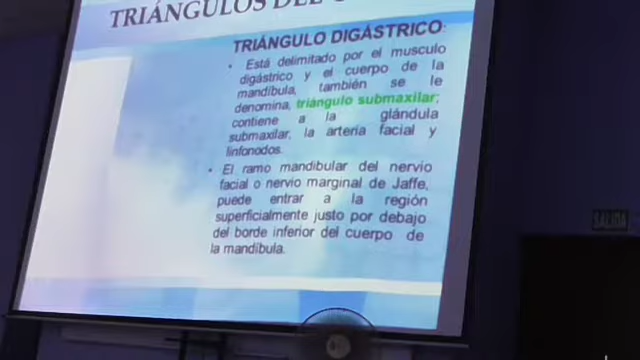 TRIÁNGULOS DEL
TRIÁNGULO DIGÁSTRICO:
• Está delimitado por el musculo
digástrico y el cuerpo de la
mandíbula, también se le
denomina, triángulo submaxilar;
contiene a la glándula
submaxilar, la arteria facial y
linfonodos.
• El ramo mandibular del nervio
facial o nervio marginal de Jaffe,
puede entrar a la región
superficialmente justo por debajo
del borde inferior del cuerpo de
la mandíbula.
SALIDA